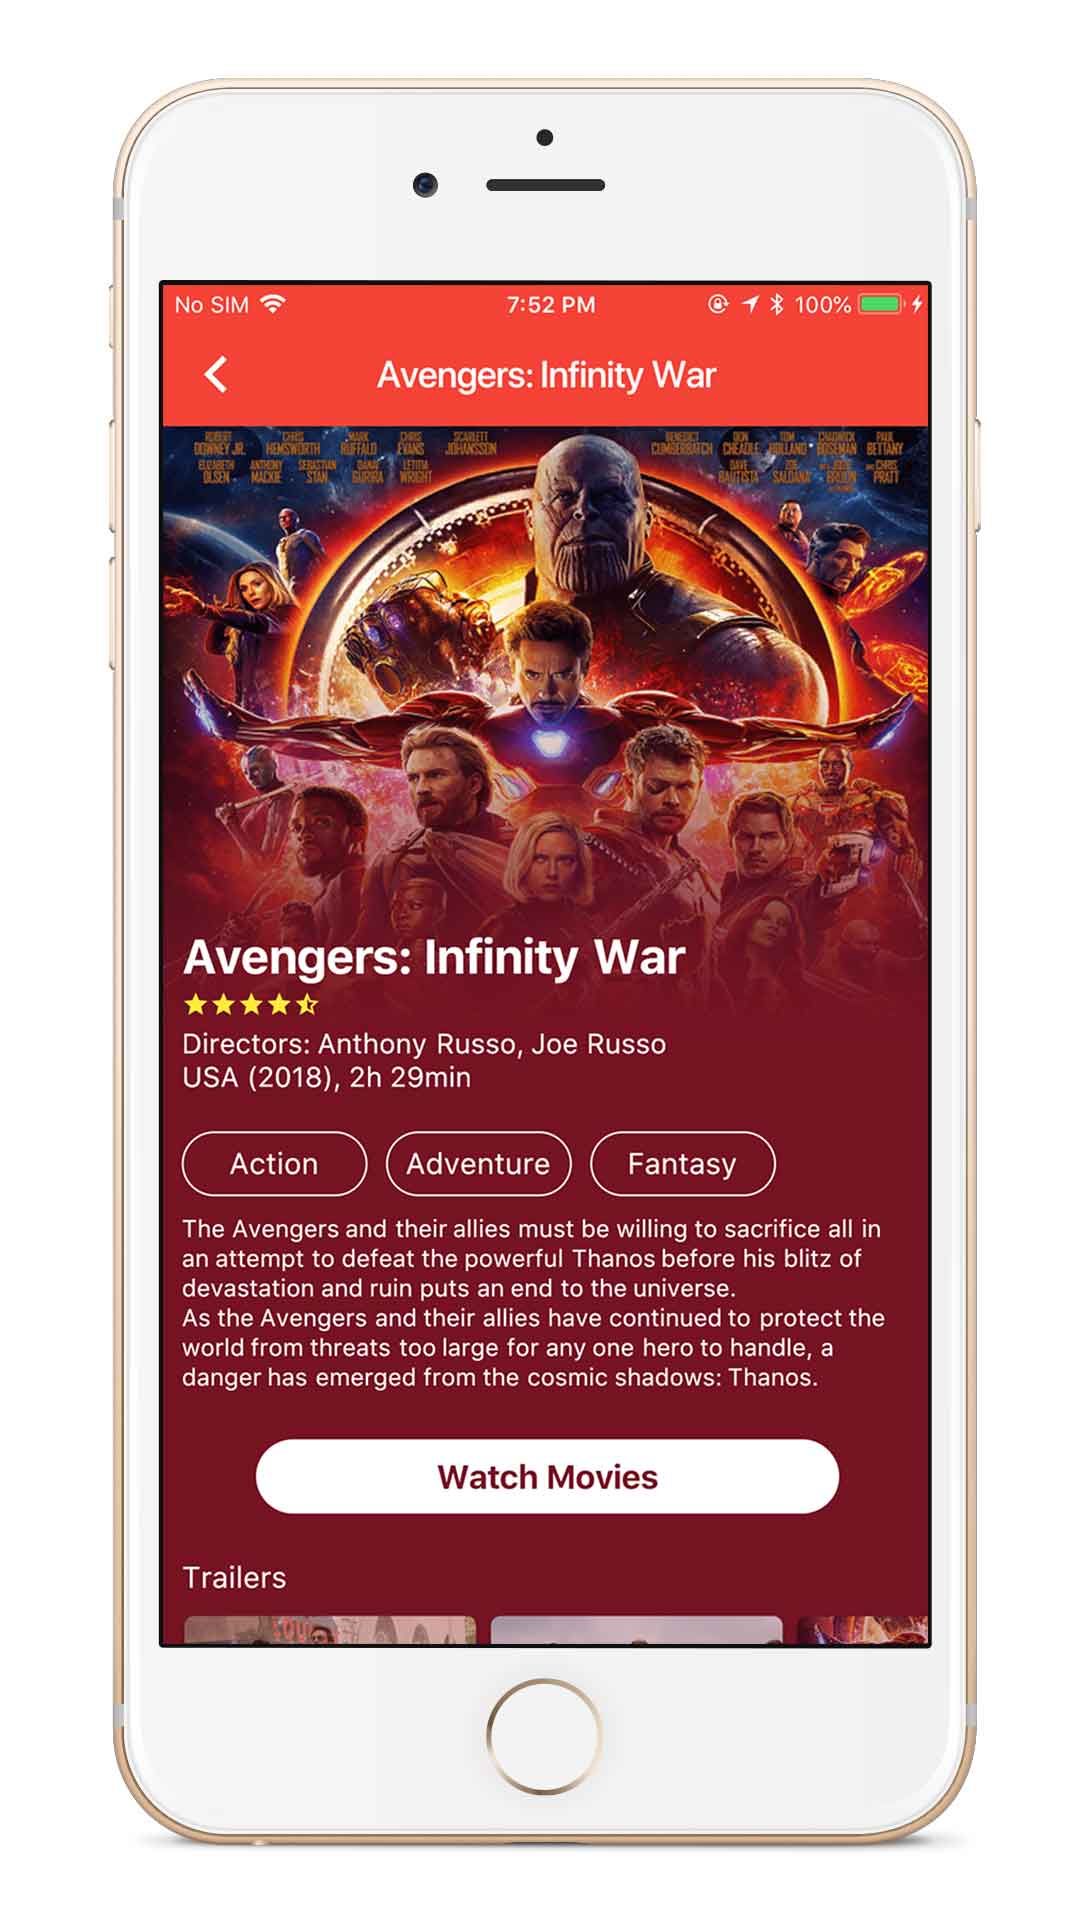 No SIM 7:52 PM 100%
Avengers: Infinity War
ROBERT DOWNEY JR. CHRIS HEMSWORTH MARK RUFFALO CHRIS EVANS SCARLETT JOHANSSON BENEDICT CUMBERBATCH DON CHEADLE TOM HOLLAND CHADWICK BOSEMAN PAUL BETTANY
ELIZABETH OLSEN ANTHONY MACKIE SEBASTIAN STAN DANAI GURIRA LETITIA WRIGHT DAVE BAUTISTA ZOE SALDANA JOSH BROLIN CHRIS PRATT
Avengers: Infinity War
Directors: Anthony Russo, Joe Russo
USA (2018), 2h 29min
Action Adventure Fantasy
The Avengers and their allies must be willing to sacrifice all in
an attempt to defeat the powerful Thanos before his blitz of
devastation and ruin puts an end to the universe.
As the Avengers and their allies have continued to protect the
world from threats too large for any one hero to handle, a
danger has emerged from the cosmic shadows: Thanos.
Watch Movies
Trailers